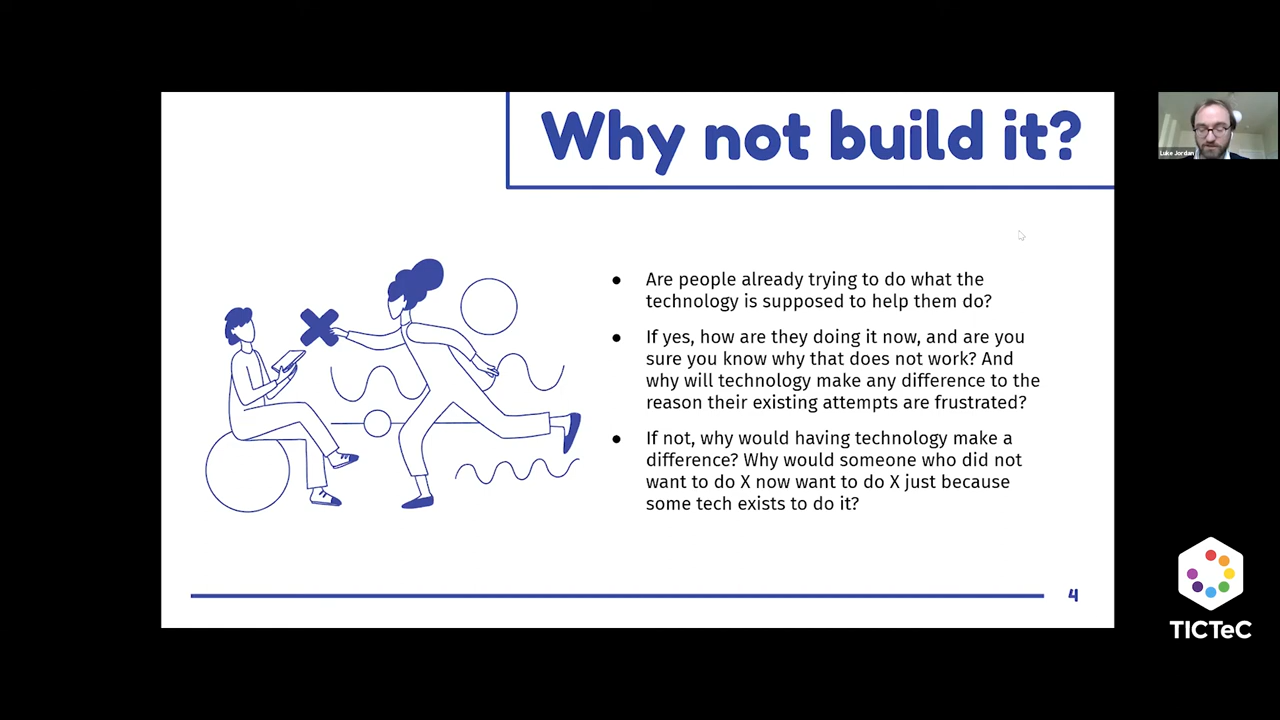 Why not build it?
Luke Jordan
● Are people already trying to do what the
technology is supposed to help them do?
● If yes, how are they doing it now, and are you
sure you know why that does not work? And
why will technology make any difference to the
reason their existing attempts are frustrated?
● If not, why would having technology make a
difference? Why would someone who did not
want to do X now want to do X just because
some tech exists to do it?
4
TICTeC